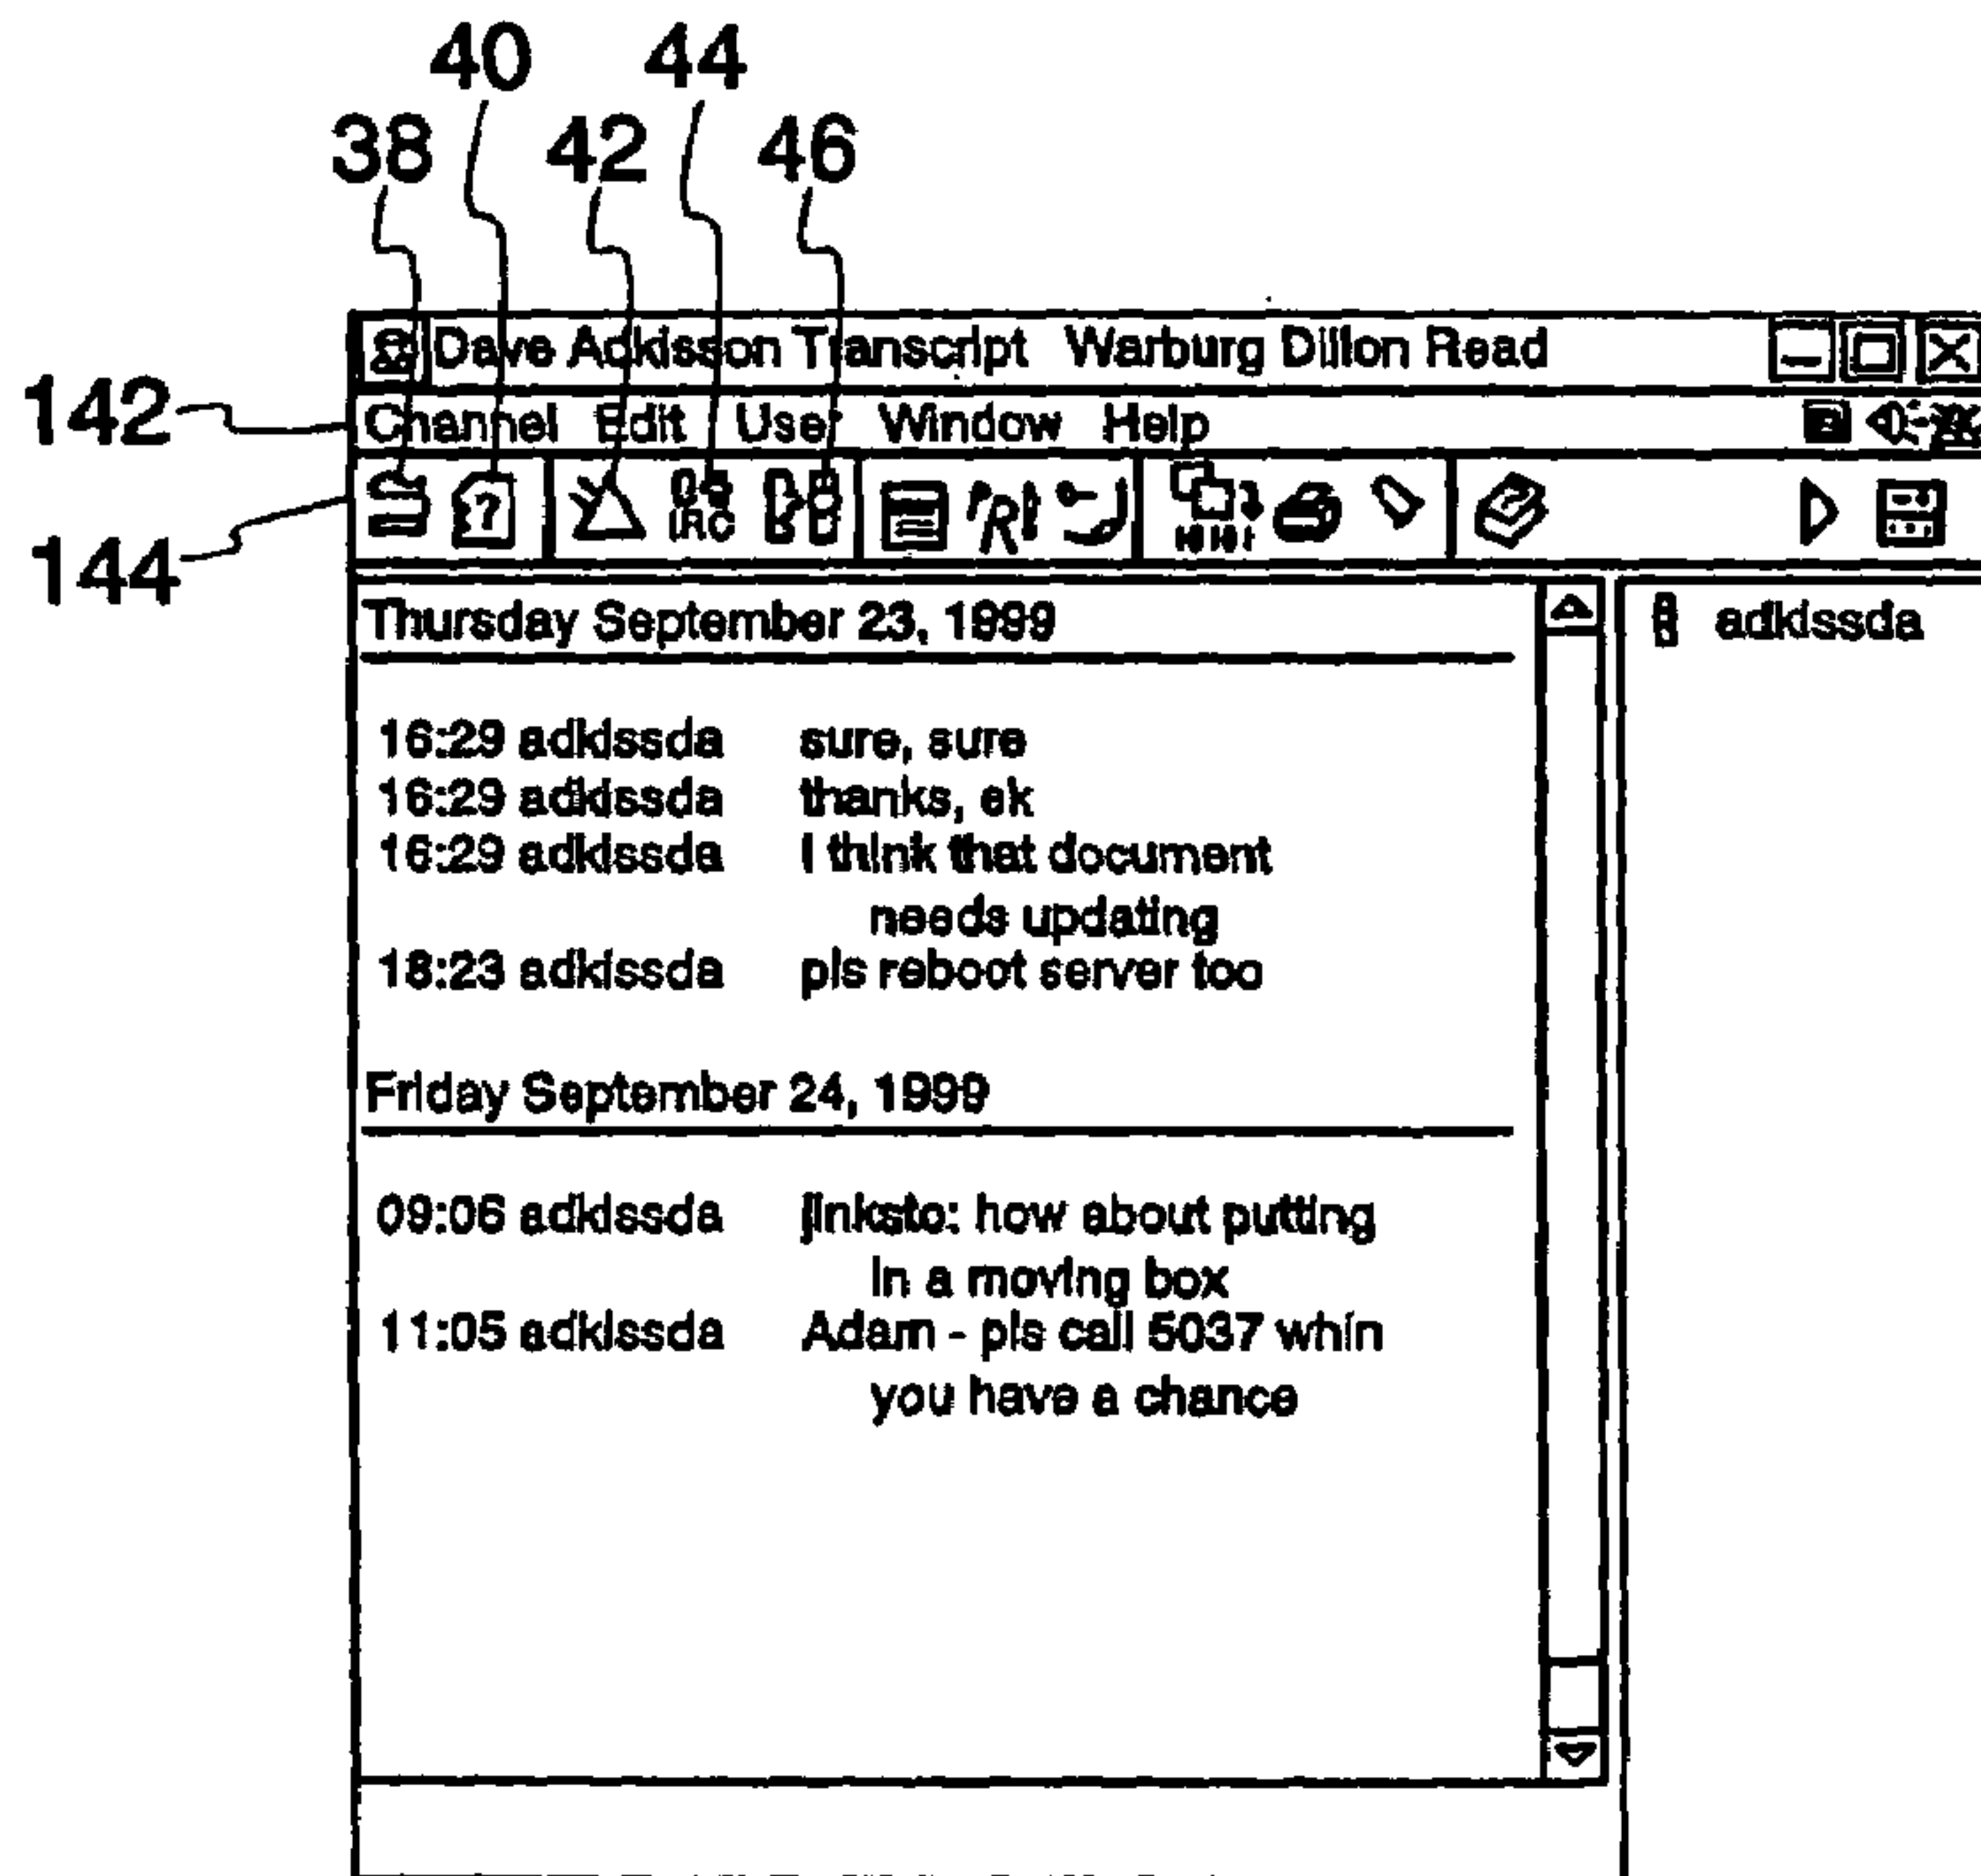 40 44
38 42 46
Dave Adkisson Transcript Warburg Dillon Read
142
Channel Edit User Window Help
?
IRC
144
Thursday September 23, 1999
adkissda
16:29 adkissda sure, sure
16:29 adkissda thanks, ek
16:29 adkissda I think that document
needs updating
18:23 adkissda pls reboot server too
Friday September 24, 1999
09:06 adkissda jinksto: how about putting
in a moving box
11:05 adkissda Adam - pls call 5037 whin
you have a chance